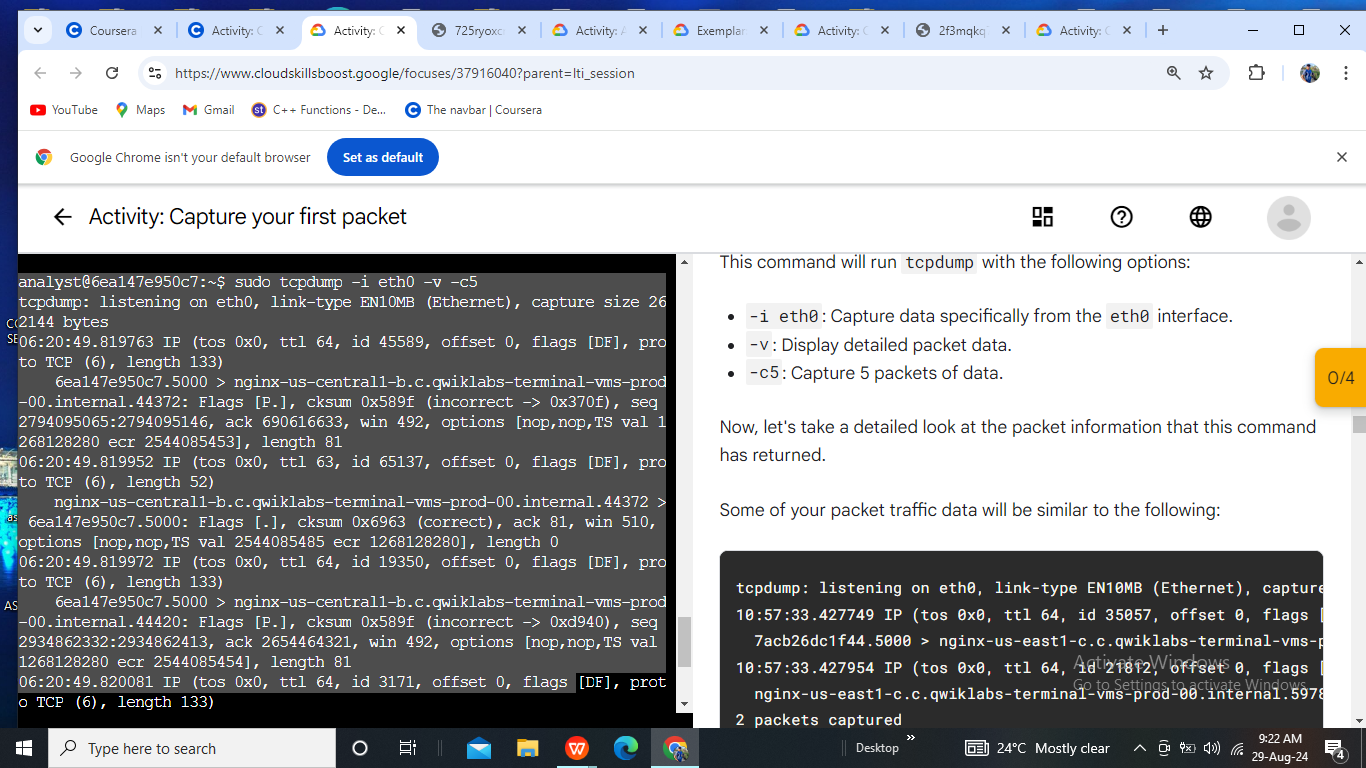 Coursera
Activity: C
Activity: C
725ryoxc
Activity: A
Exemplar
Activity: C
2f3mqkq
Activity: C
https://www.cloudskillsboost.google/focuses/37916040?parent=lti_session
YouTube
Maps
Gmail
C++ Functions - De...
The navbar | Coursera
Google Chrome isn't your default browser
Set as default
Activity: Capture your first packet
analyst@6ea147e950c7:~$ sudo tcpdump -i eth0 -v -c5
tcpdump: listening on eth0, link-type EN10MB (Ethernet), capture size 26
2144 bytes
06:20:49.819763 IP (tos 0x0, ttl 64, id 45589, offset 0, flags [DF], pro
to TCP (6), length 133)
6ea147e950c7.5000 > nginx-us-central1-b.c.qwiklabs-terminal-vms-prod
-00.internal.44372: Flags [P.], cksum 0x589f (incorrect -> 0x370f), seq
2794095065:2794095146, ack 690616633, win 492, options [nop,nop,TS val 1
268128280 ecr 2544085453], length 81
06:20:49.819952 IP (tos 0x0, ttl 63, id 65137, offset 0, flags [DF], pro
to TCP (6), length 52)
nginx-us-central1-b.c.qwiklabs-terminal-vms-prod-00.internal.44372 >
6ea147e950c7.5000: Flags [.], cksum 0x6963 (correct), ack 81, win 510,
options [nop,nop,TS val 2544085485 ecr 1268128280], length 0
06:20:49.819972 IP (tos 0x0, ttl 64, id 19350, offset 0, flags [DF], pro
to TCP (6), length 133)
6ea147e950c7.5000 > nginx-us-central1-b.c.qwiklabs-terminal-vms-prod
-00.internal.44420: Flags [P.], cksum 0x589f (incorrect -> 0xd940), seq
2934862332:2934862413, ack 2654464321, win 492, options [nop,nop,TS val
1268128280 ecr 2544085454], length 81
06:20:49.820081 IP (tos 0x0, ttl 64, id 3171, offset 0, flags [DF], prot
o TCP (6), length 133)
This command will run tcpdump with the following options:
-i eth0: Capture data specifically from the eth0 interface.
-v: Display detailed packet data.
-c5: Capture 5 packets of data.
0/4
Now, let's take a detailed look at the packet information that this command
has returned.
Some of your packet traffic data will be similar to the following:
tcpdump: listening on eth0, link-type EN10MB (Ethernet), capture
10:57:33.427749 IP (tos 0x0, ttl 64, id 35057, offset 0, flags [
7acb26dc1f44.5000 > nginx-us-east1-c.c.qwiklabs-terminal-vms-p
10:57:33.427954 IP (tos 0x0, ttl 64, id 21812, offset 0, flags [
nginx-us-east1-c.c.qwiklabs-terminal-vms-prod-00.internal.5978
2 packets captured
Activate Windows
Go to Settings to activate Windows.
Type here to search
Desktop
24°C Mostly clear
9:22 AM
29-Aug-24
4